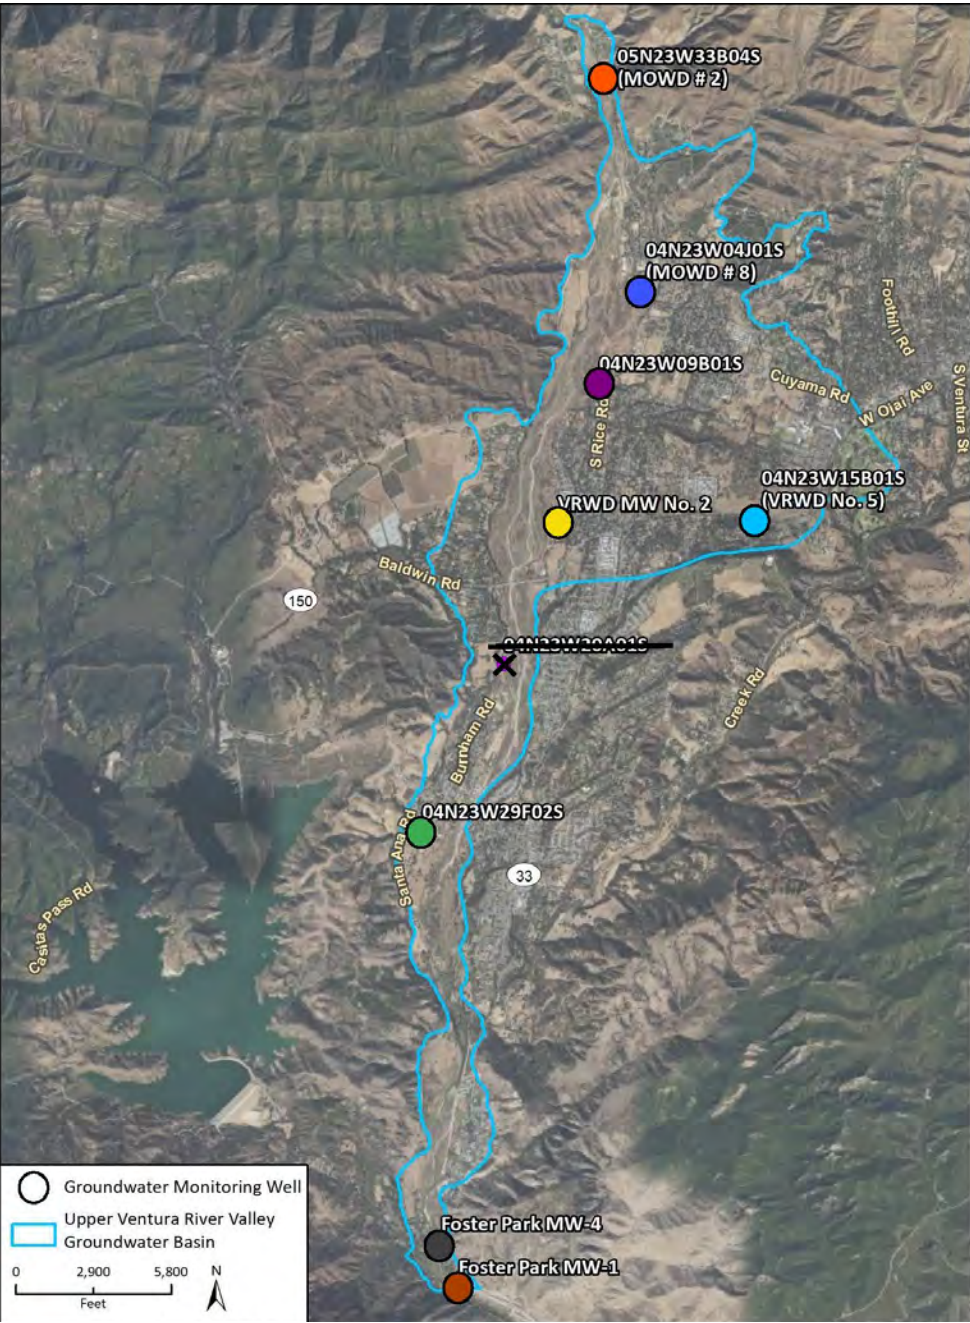 05N23W33B04S
(MOWD # 2)
04N23W04J01S
(MOWD # 8)
Foothill Rd
04N23W09B01S
Cuyama Rd
W Ojai Ave
S Ventura St
S Rice Rd
04N23W15B01S
(VRWD No. 5)
VRWD MW No. 2
Baldwin Rd
150
04N23W20A01S
Creek Rd
Burnham Rd
04N23W29F02S
Santa Ana Rd
33
Casitas Pass Rd
Foster Park MW-4
Foster Park MW-1
Groundwater Monitoring Well
Upper Ventura River Valley
Groundwater Basin
0 2,900 5,800 N
Feet